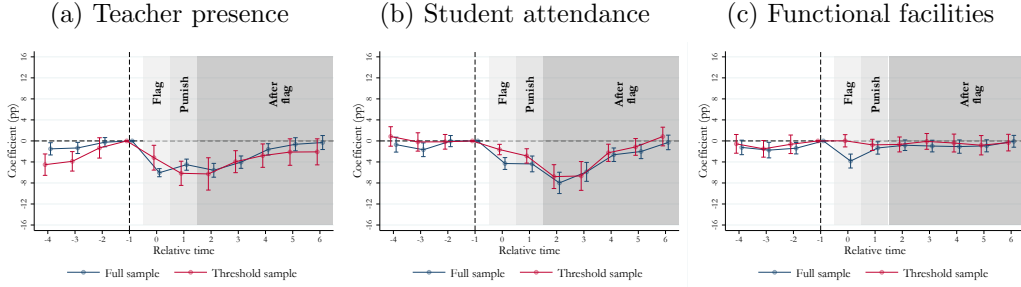 (a) Teacher presence
Coefficient (pp)
16
12
8
4
0
-4
-8
-12
-16
Flag
Punish
After
flag
-4 -3 -2 -1 0 1 2 3 4 5 6
Relative time
Full sample Threshold sample
(b) Student attendance
Coefficient (pp)
16
12
8
4
0
-4
-8
-12
-16
Flag
Punish
After
flag
-4 -3 -2 -1 0 1 2 3 4 5 6
Relative time
Full sample Threshold sample
(c) Functional facilities
Coefficient (pp)
16
12
8
4
0
-4
-8
-12
-16
Flag
Punish
After
flag
-4 -3 -2 -1 0 1 2 3 4 5 6
Relative time
Full sample Threshold sample